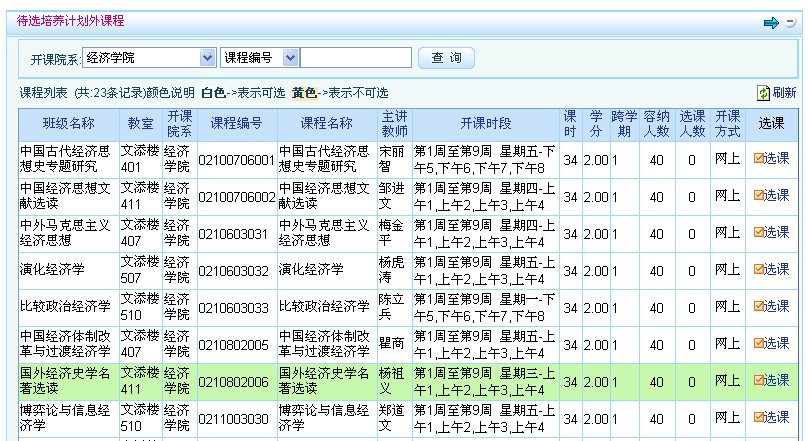 待选培养计划外课程
开课院系: 经济学院 课程编号 查 询
课程列表 (共:23条记录)颜色说明 白色->表示可选 黄色->表示不可选 刷新
班级名称 教室 开课院系 课程编号 课程名称 主讲教师 开课时段 课时 学分 跨学期 容纳人数 选课人数 开课方式 选课
中国古代经济思想史专题研究 文添楼401 经济学院 02100706001 中国古代经济思想史专题研究 宋丽智 第1周至第9周 星期五-下午5,下午6,下午7,下午8 34 2.00 1 40 0 网上 选课
中国经济思想文献选读 文添楼411 经济学院 02100706002 中国经济思想文献选读 邹进文 第1周至第9周 星期四-上午1,上午2,上午3,上午4 34 2.00 1 40 0 网上 选课
中外马克思主义经济思想 文添楼407 经济学院 0210603031 中外马克思主义经济思想 梅金平 第1周至第9周 星期四-上午1,上午2,上午3,上午4 34 2.00 1 40 0 网上 选课
演化经济学 文添楼507 经济学院 0210603032 演化经济学 杨虎涛 第1周至第9周 星期五-上午1,上午2,上午3,上午4 34 2.00 1 40 0 网上 选课
比较政治经济学 文添楼510 经济学院 0210603033 比较政治经济学 陈立兵 第1周至第9周 星期一-下午5,下午6,下午7,下午8 34 2.00 1 40 0 网上 选课
中国经济体制改革与过渡经济学 文添楼407 经济学院 0210802005 中国经济体制改革与过渡经济学 瞿商 第1周至第9周 星期五-上午1,上午2,上午3,上午4 34 2.00 1 40 0 网上 选课
国外经济史学名著选读 文添楼411 经济学院 0210802006 国外经济史学名著选读 杨祖义 第1周至第9周 星期三-上午1,上午2,上午3,上午4 34 2.00 1 40 0 网上 选课
博弈论与信息经济学 文添楼510 经济学院 0211003030 博弈论与信息经济学 郑道文 第1周至第9周 星期五-上午1,上午2,上午3,上午4 34 2.00 1 40 0 网上 选课